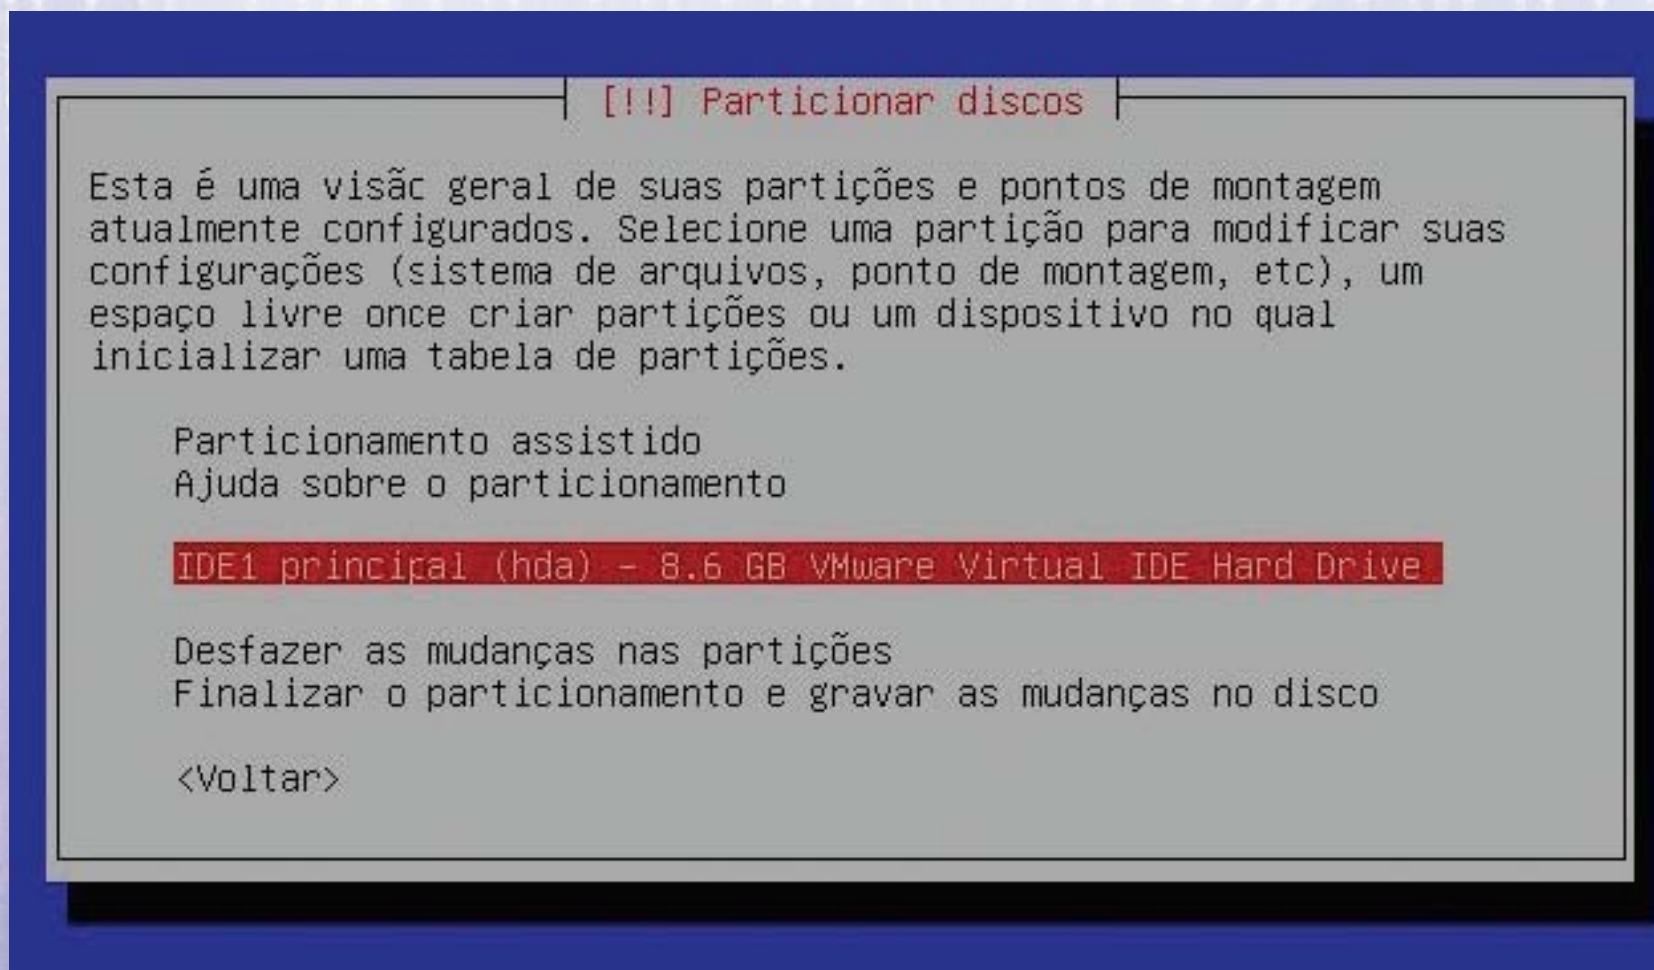 [!!] Particionar discos
Esta é uma visão geral de suas partições e pontos de montagem
atualmente configurados. Selecione uma partição para modificar suas
configurações (sistema de arquivos, ponto de montagem, etc), um
espaço livre once criar partições ou um dispositivo no qual
inicializar uma tabela de partições.
Particionamento assistido
Ajuda sobre o particionamento
IDE1 principal (hda) - 8.6 GB VMware Virtual IDE Hard Drive
Desfazer as mudanças nas partições
Finalizar o particionamento e gravar as mudanças no disco
<Voltar>